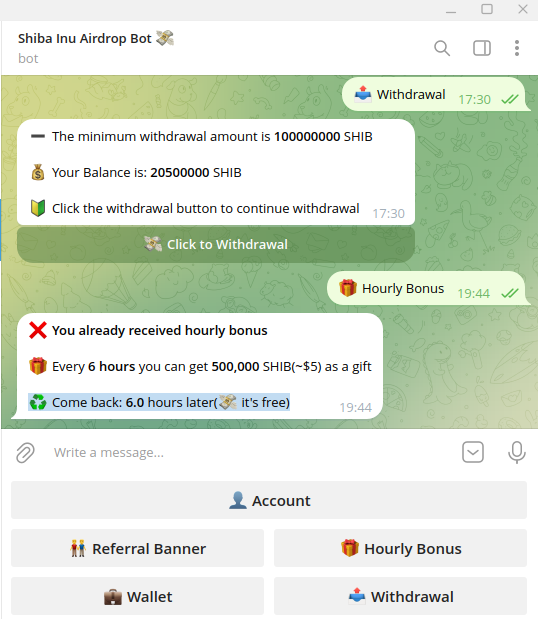 Shiba Inu Airdrop Bot 💸
bot
📤 Withdrawal 17:30
➖ The minimum withdrawal amount is 100000000 SHIB
💰 Your Balance is: 20500000 SHIB
🔰 Click the withdrawal button to continue withdrawal 17:30
💸 Click to Withdrawal
🎁 Hourly Bonus 19:44
❌ You already received hourly bonus
🎁 Every 6 hours you can get 500,000 SHIB(~$5) as a gift
♻️ Come back: 6.0 hours later(💸 it's free)
19:44
Write a message...
👤 Account
👬 Referral Banner
🎁 Hourly Bonus
💼 Wallet
📤 Withdrawal